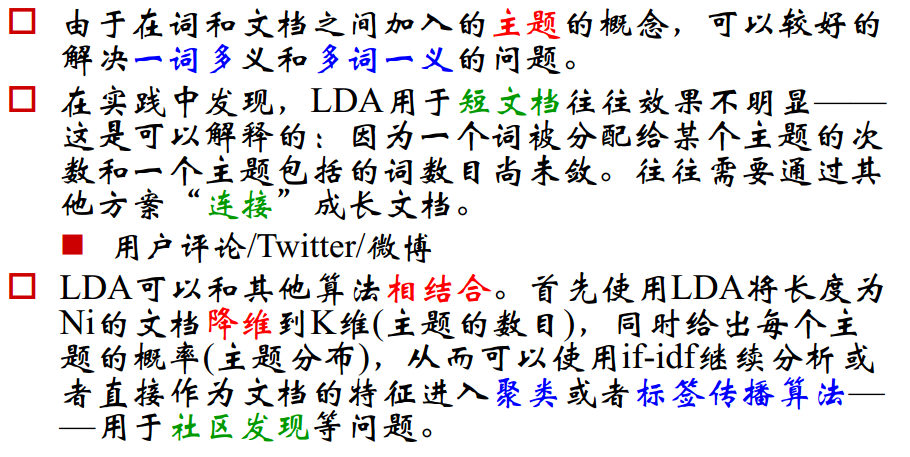 由于在词和文档之间加入的主题的概念，可以较好的
解决一词多义和多词一义的问题。
在实践中发现，LDA用于短文档往往效果不明显——
这是可以解释的：因为一个词被分配给某个主题的次
数和一个主题包括的词数目尚未敛。往往需要通过其
他方案“连接”成长文档。
用户评论/Twitter/微博
LDA可以和其他算法相结合。首先使用LDA将长度为
Ni的文档降维到K维(主题的数目)，同时给出每个主
题的概率(主题分布)，从而可以使用if-idf继续分析或
者直接作为文档的特征进入聚类或者标签传播算法—
—用于社区发现等问题。